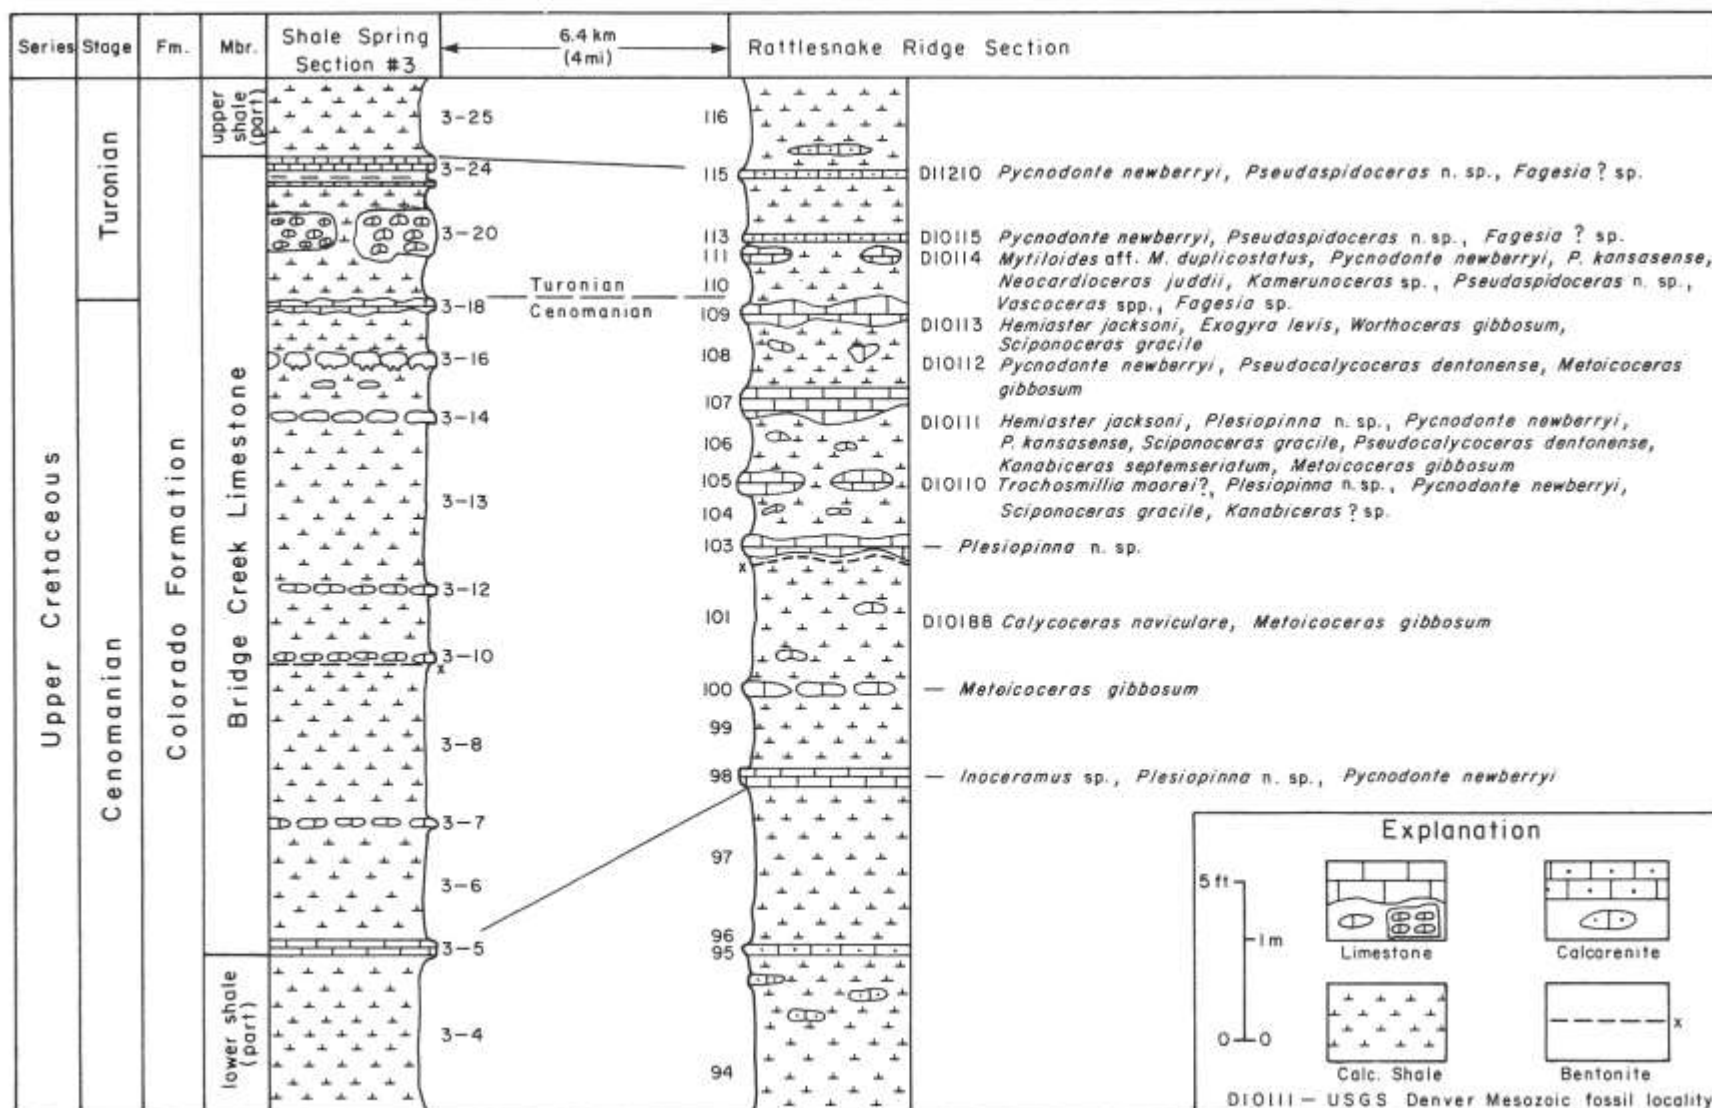 Series Stage Fm. Mbr. Shale Spring Section #3 6.4 km (4mi) Rattlesnake Ridge Section
Upper Cretaceous
Turonian
Cenomanian
Colorado Formation
upper shale (part)
Bridge Creek Limestone
lower shale (part)
3-25
3-24
3-20
3-18
3-16
3-14
3-13
3-12
3-10
x
3-8
3-7
3-6
3-5
3-4
Turonian
Cenomanian
116
115
113
111
110
109
108
107
106
105
104
103
x
101
100
99
98
97
96
95
94
D11210 Pycnodonte newberryi, Pseudaspidoceras n. sp., Fagesia ? sp.
D10115 Pycnodonte newberryi, Pseudaspidoceras n. sp., Fagesia ? sp.
D10114 Mytiloides aff. M. duplicostatus, Pycnodonte newberryi, P. kansasense,
Neocardioceras juddii, Kamerunoceras sp., Pseudaspidoceras n. sp.,
Vascoceras spp., Fagesia sp.
D10113 Hemiaster jacksoni, Exogyra levis, Worthoceras gibbosum,
Sciponoceras gracile
D10112 Pycnodonte newberryi, Pseudocalycoceras dentonense, Metoicoceras
gibbosum
D10111 Hemiaster jacksoni, Plesiopinna n. sp., Pycnodonte newberryi,
P. kansasense, Sciponoceras gracile, Pseudocalycoceras dentonense,
Kanabiceras septemseriatum, Metoicoceras gibbosum
D10110 Trochosmillia moorei?, Plesiopinna n. sp., Pycnodonte newberryi,
Sciponoceras gracile, Kanabiceras ? sp.
— Plesiopinna n. sp.
D10188 Calycoceras naviculare, Metoicoceras gibbosum
— Metoicoceras gibbosum
— Inoceramus sp., Plesiopinna n. sp., Pycnodonte newberryi
Explanation
5 ft
1m
0 0
Limestone
Calcarenite
Calc. Shale
Bentonite
x
D10111 — USGS Denver Mesozoic fossil locality